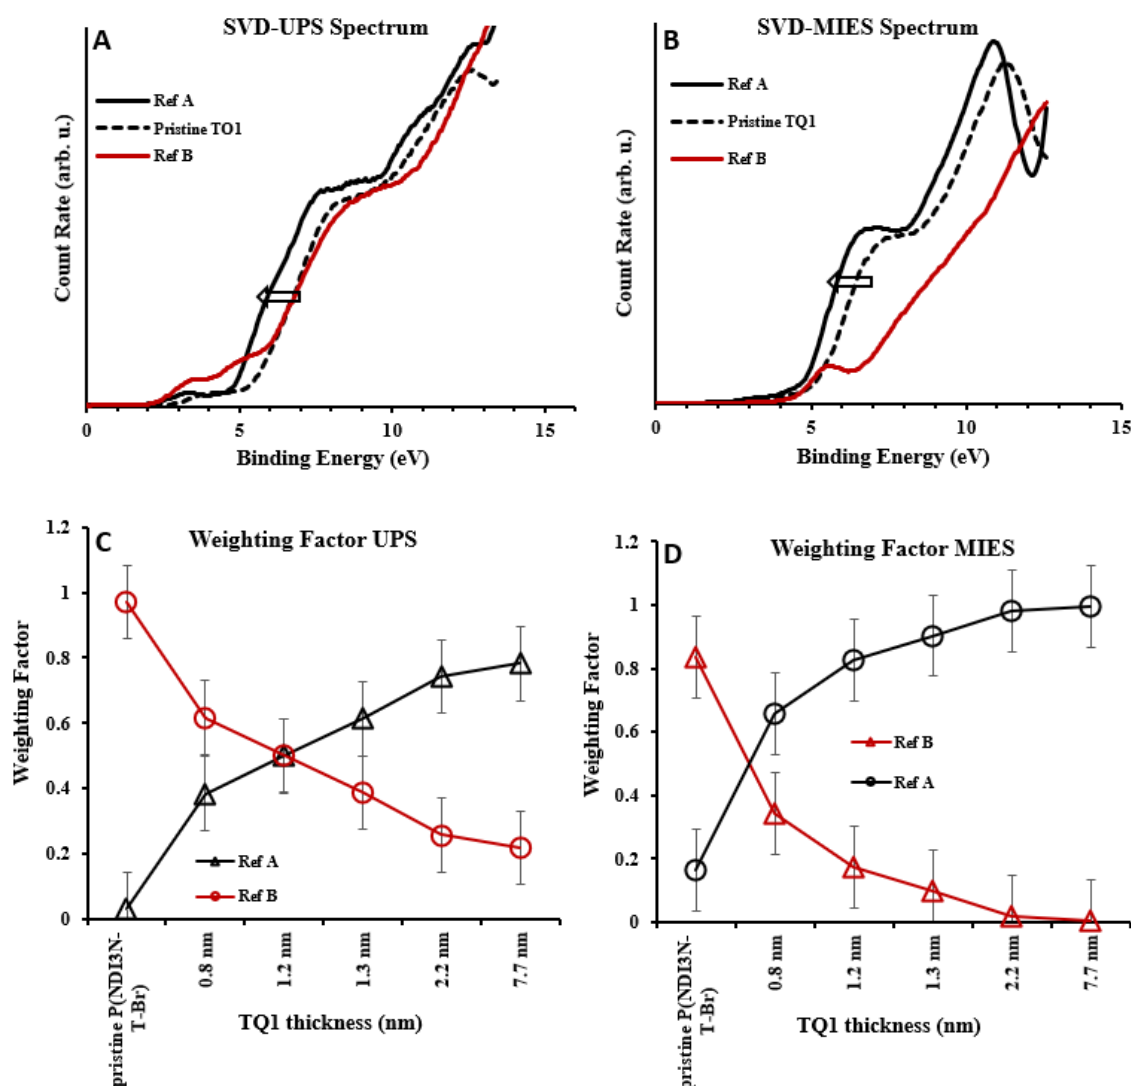 A
SVD-UPS Spectrum
Ref A
Pristine TO1
Ref B
Count Rate (arb. u.)
0
5
10
15
Binding Energy (eV)
B
SVD-MIES Spectrum
Ref A
Pristine TQ1
Ref B
Count Rate (arb. u.)
0
5
10
15
Binding Energy (eV)
C
Weighting Factor UPS
1.2
1
0.8
0.6
0.4
0.2
0
Weighting Factor
Ref A
Ref B
pristine P(NDI3N-
T-Br)
0.8 nm
1.2 nm
1.3 nm
2.2 nm
7.7 nm
TQ1 thickness (nm)
D
Weighting Factor MIES
1.2
1
0.8
0.6
0.4
0.2
0
Weighting Factor
Ref B
Ref A
pristine P(NDI3N-
T-Br)
0.8 nm
1.2 nm
1.3 nm
2.2 nm
7.7 nm
TQ1 thickness (nm)